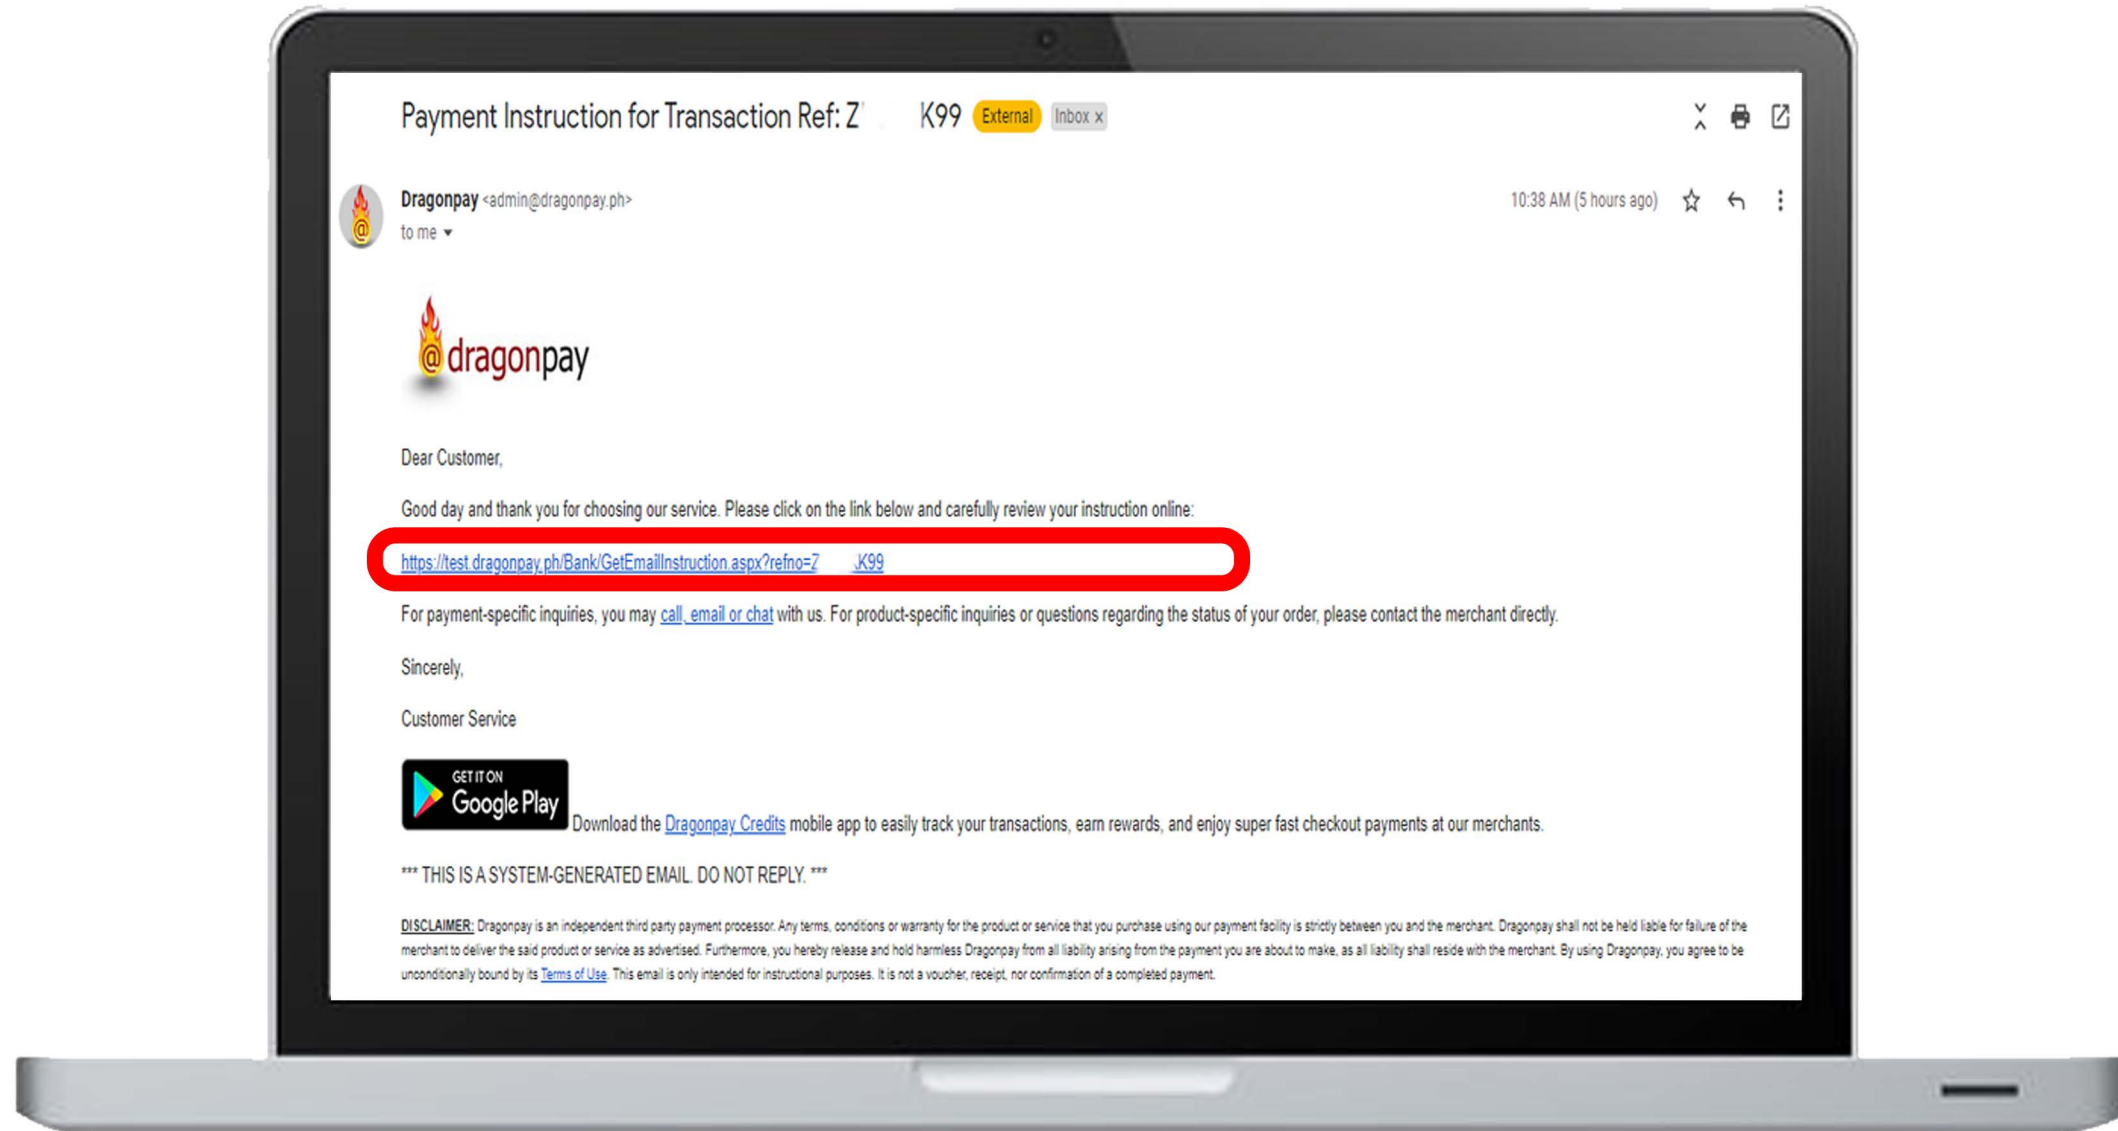 Payment Instruction for Transaction Ref: Z K99 External Inbox x
Dragonpay <admin@dragonpay.ph> 10:38 AM (5 hours ago)
to me
@dragonpay
Dear Customer,
Good day and thank you for choosing our service. Please click on the link below and carefully review your instruction online:
https://test.dragonpay.ph/Bank/GetEmailInstruction.aspx?refno=Z K99
For payment-specific inquiries, you may call, email or chat with us. For product-specific inquiries or questions regarding the status of your order, please contact the merchant directly.
Sincerely,
Customer Service
GET IT ON
Google Play
Download the Dragonpay Credits mobile app to easily track your transactions, earn rewards, and enjoy super fast checkout payments at our merchants.
*** THIS IS A SYSTEM-GENERATED EMAIL. DO NOT REPLY. ***
DISCLAIMER: Dragonpay is an independent third party payment processor. Any terms, conditions or warranty for the product or service that you purchase using our payment facility is strictly between you and the merchant. Dragonpay shall not be held liable for failure of the
merchant to deliver the said product or service as advertised. Furthermore, you hereby release and hold harmless Dragonpay from all liability arising from the payment you are about to make, as all liability shall reside with the merchant. By using Dragonpay, you agree to be
unconditionally bound by its Terms of Use. This email is only intended for instructional purposes. It is not a voucher, receipt, nor confirmation of a completed payment.